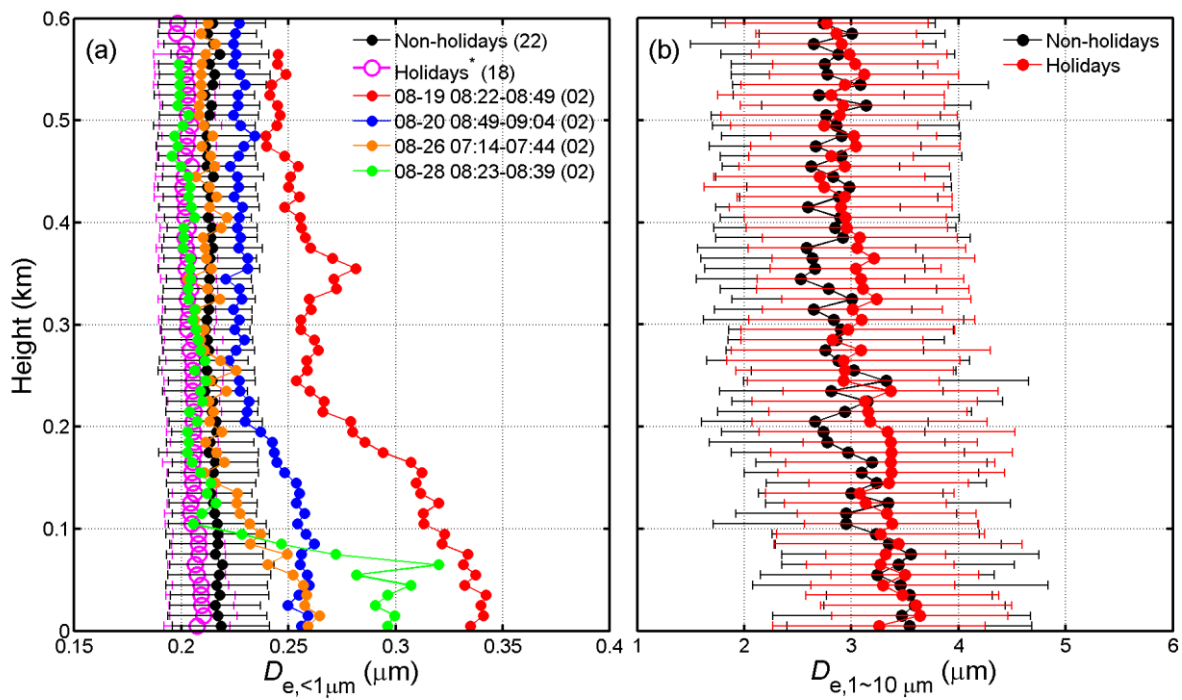 (a)
Non-holidays (22)
Holidays* (18)
08-19 08:22-08:49 (02)
08-20 08:49-09:04 (02)
08-26 07:14-07:44 (02)
08-28 08:23-08:39 (02)
Height (km)
0.6
0.5
0.4
0.3
0.2
0.1
0
0.15 0.2 0.25 0.3 0.35 0.4
De,<1μm (μm)
(b)
Non-holidays
Holidays
1 2 3 4 5 6
De,1~10 μm (μm)